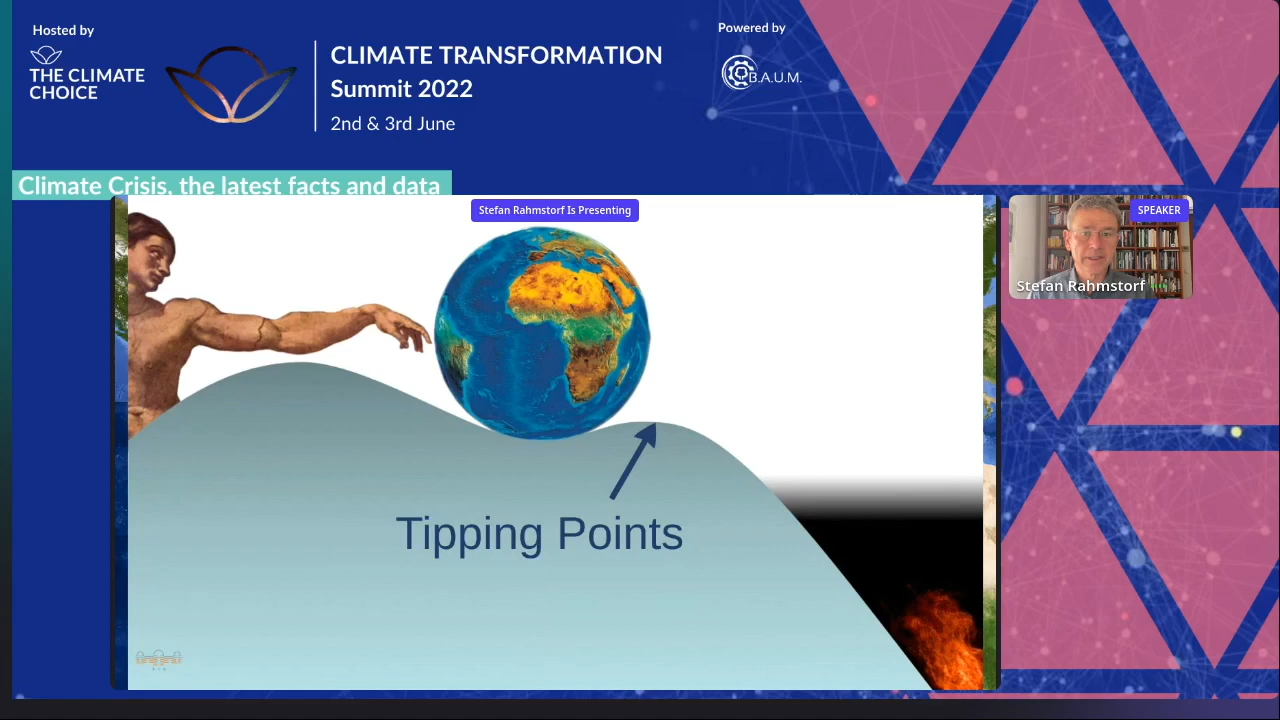 Hosted by
THE CLIMATE
CHOICE
CLIMATE TRANSFORMATION
Summit 2022
2nd & 3rd June
Powered by
B.A.U.M.
Climate Crisis, the latest facts and data
Stefan Rahmstorf Is Presenting
SPEAKER
Stefan Rahmstorf
Tipping Points